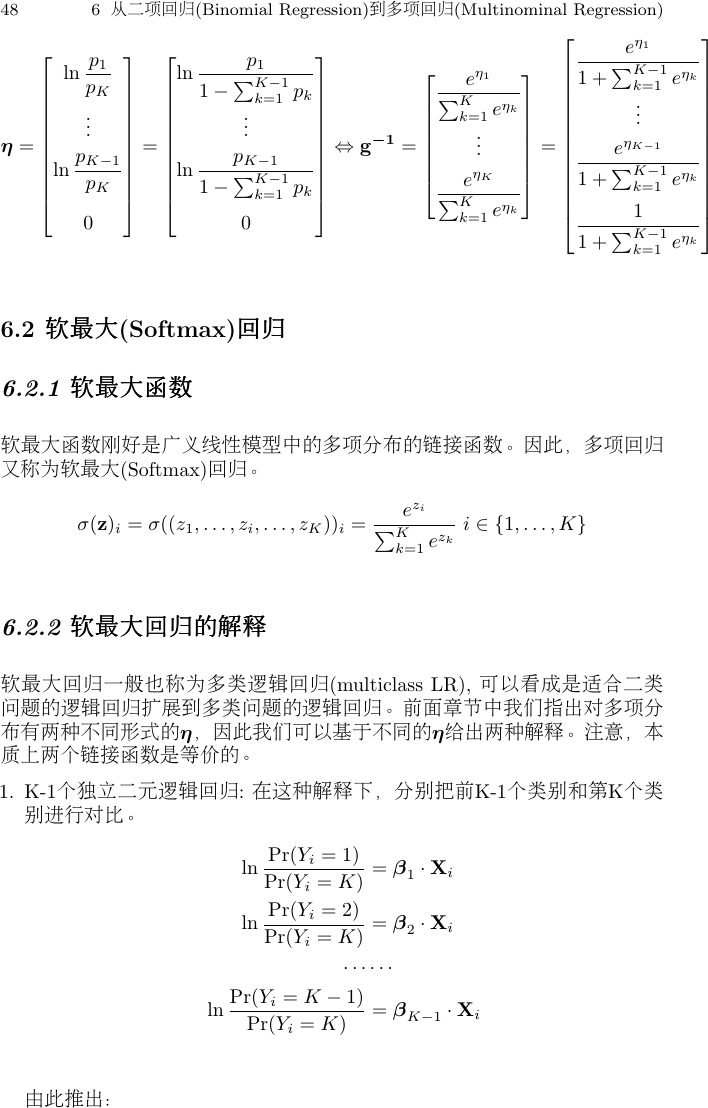 48 6 从二项回归(Binomial Regression)到多项回归(Multinominal Regression)
$$\boldsymbol{\eta} = \begin{bmatrix} \ln\frac{p_1}{p_K} \\ \vdots \\ \ln\frac{p_{K-1}}{p_K} \\ 0 \end{bmatrix} = \begin{bmatrix} \ln\frac{p_1}{1-\sum_{k=1}^{K-1} p_k} \\ \vdots \\ \ln\frac{p_{K-1}}{1-\sum_{k=1}^{K-1} p_k} \\ 0 \end{bmatrix} \Leftrightarrow \mathbf{g^{-1}} = \begin{bmatrix} \frac{e^{\eta_1}}{\sum_{k=1}^{K} e^{\eta_k}} \\ \vdots \\ \frac{e^{\eta_K}}{\sum_{k=1}^{K} e^{\eta_k}} \end{bmatrix} = \begin{bmatrix} \frac{e^{\eta_1}}{1+\sum_{k=1}^{K-1} e^{\eta_k}} \\ \vdots \\ \frac{e^{\eta_{K-1}}}{1+\sum_{k=1}^{K-1} e^{\eta_k}} \\ \frac{1}{1+\sum_{k=1}^{K-1} e^{\eta_k}} \end{bmatrix}$$
6.2 软最大(Softmax)回归
6.2.1 软最大函数
软最大函数刚好是广义线性模型中的多项分布的链接函数。因此，多项回归
又称为软最大(Softmax)回归。
$$\sigma(\mathbf{z})_i = \sigma((z_1, \ldots, z_i, \ldots, z_K))_i = \frac{e^{z_i}}{\sum_{k=1}^{K} e^{z_k}} \; i \in \{1, \ldots, K\}$$
6.2.2 软最大回归的解释
软最大回归一般也称为多类逻辑回归(multiclass LR), 可以看成是适合二类
问题的逻辑回归扩展到多类问题的逻辑回归。前面章节中我们指出对多项分
布有两种不同形式的η，因此我们可以基于不同的η给出两种解释。注意，本
质上两个链接函数是等价的。
1. K-1个独立二元逻辑回归: 在这种解释下，分别把前K-1个类别和第K个类
别进行对比。
$$\ln\frac{\Pr(Y_i = 1)}{\Pr(Y_i = K)} = \boldsymbol{\beta}_1 \cdot \mathbf{X}_i$$
$$\ln\frac{\Pr(Y_i = 2)}{\Pr(Y_i = K)} = \boldsymbol{\beta}_2 \cdot \mathbf{X}_i$$
······
$$\ln\frac{\Pr(Y_i = K-1)}{\Pr(Y_i = K)} = \boldsymbol{\beta}_{K-1} \cdot \mathbf{X}_i$$
由此推出: